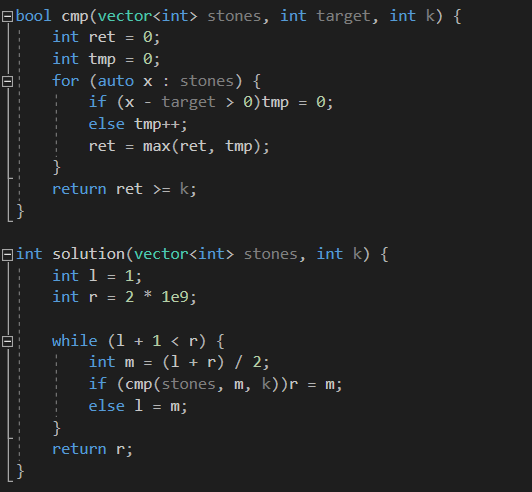 bool cmp(vector<int> stones, int target, int k) {
    int ret = 0;
    int tmp = 0;
    for (auto x : stones) {
        if (x - target > 0)tmp = 0;
        else tmp++;
        ret = max(ret, tmp);
    }
    return ret >= k;
}

int solution(vector<int> stones, int k) {
    int l = 1;
    int r = 2 * 1e9;

    while (l + 1 < r) {
        int m = (l + r) / 2;
        if (cmp(stones, m, k))r = m;
        else l = m;
    }
    return r;
}